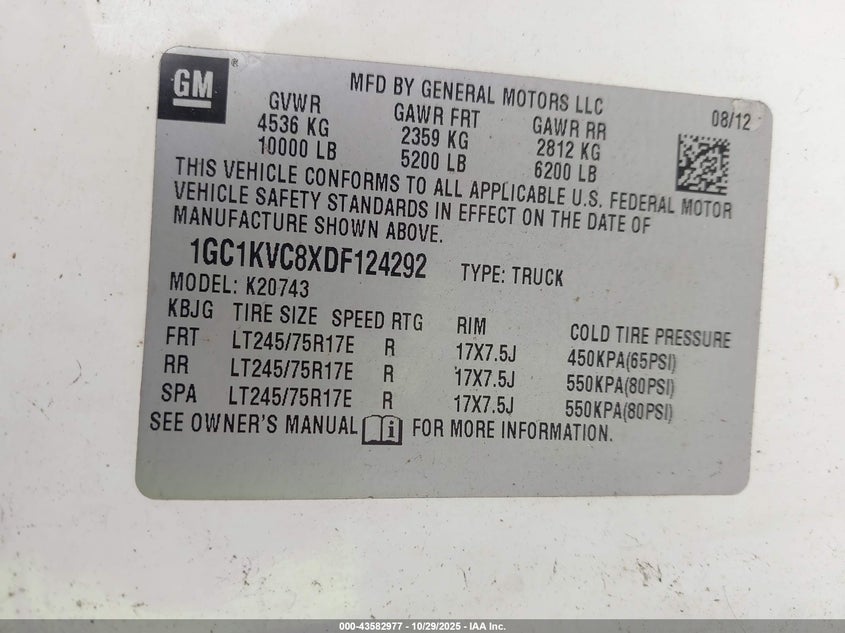 GM®
MFD BY GENERAL MOTORS LLC
08/12
GVWR GAWR FRT GAWR RR
4536 KG 2359 KG 2812 KG
10000 LB 5200 LB 6200 LB
THIS VEHICLE CONFORMS TO ALL APPLICABLE U.S. FEDERAL MOTOR
VEHICLE SAFETY STANDARDS IN EFFECT ON THE DATE OF
MANUFACTURE SHOWN ABOVE.
1GC1KVC8XDF124292 TYPE: TRUCK
MODEL: K20743
KBJG TIRE SIZE SPEED RTG RIM COLD TIRE PRESSURE
FRT LT245/75R17E R 17X7.5J 450KPA(65PSI)
RR LT245/75R17E R 17X7.5J 550KPA(80PSI)
SPA LT245/75R17E R 17X7.5J 550KPA(80PSI)
SEE OWNER'S MANUAL i FOR MORE INFORMATION.
000-43582977 - 10/29/2025 - IAA Inc.